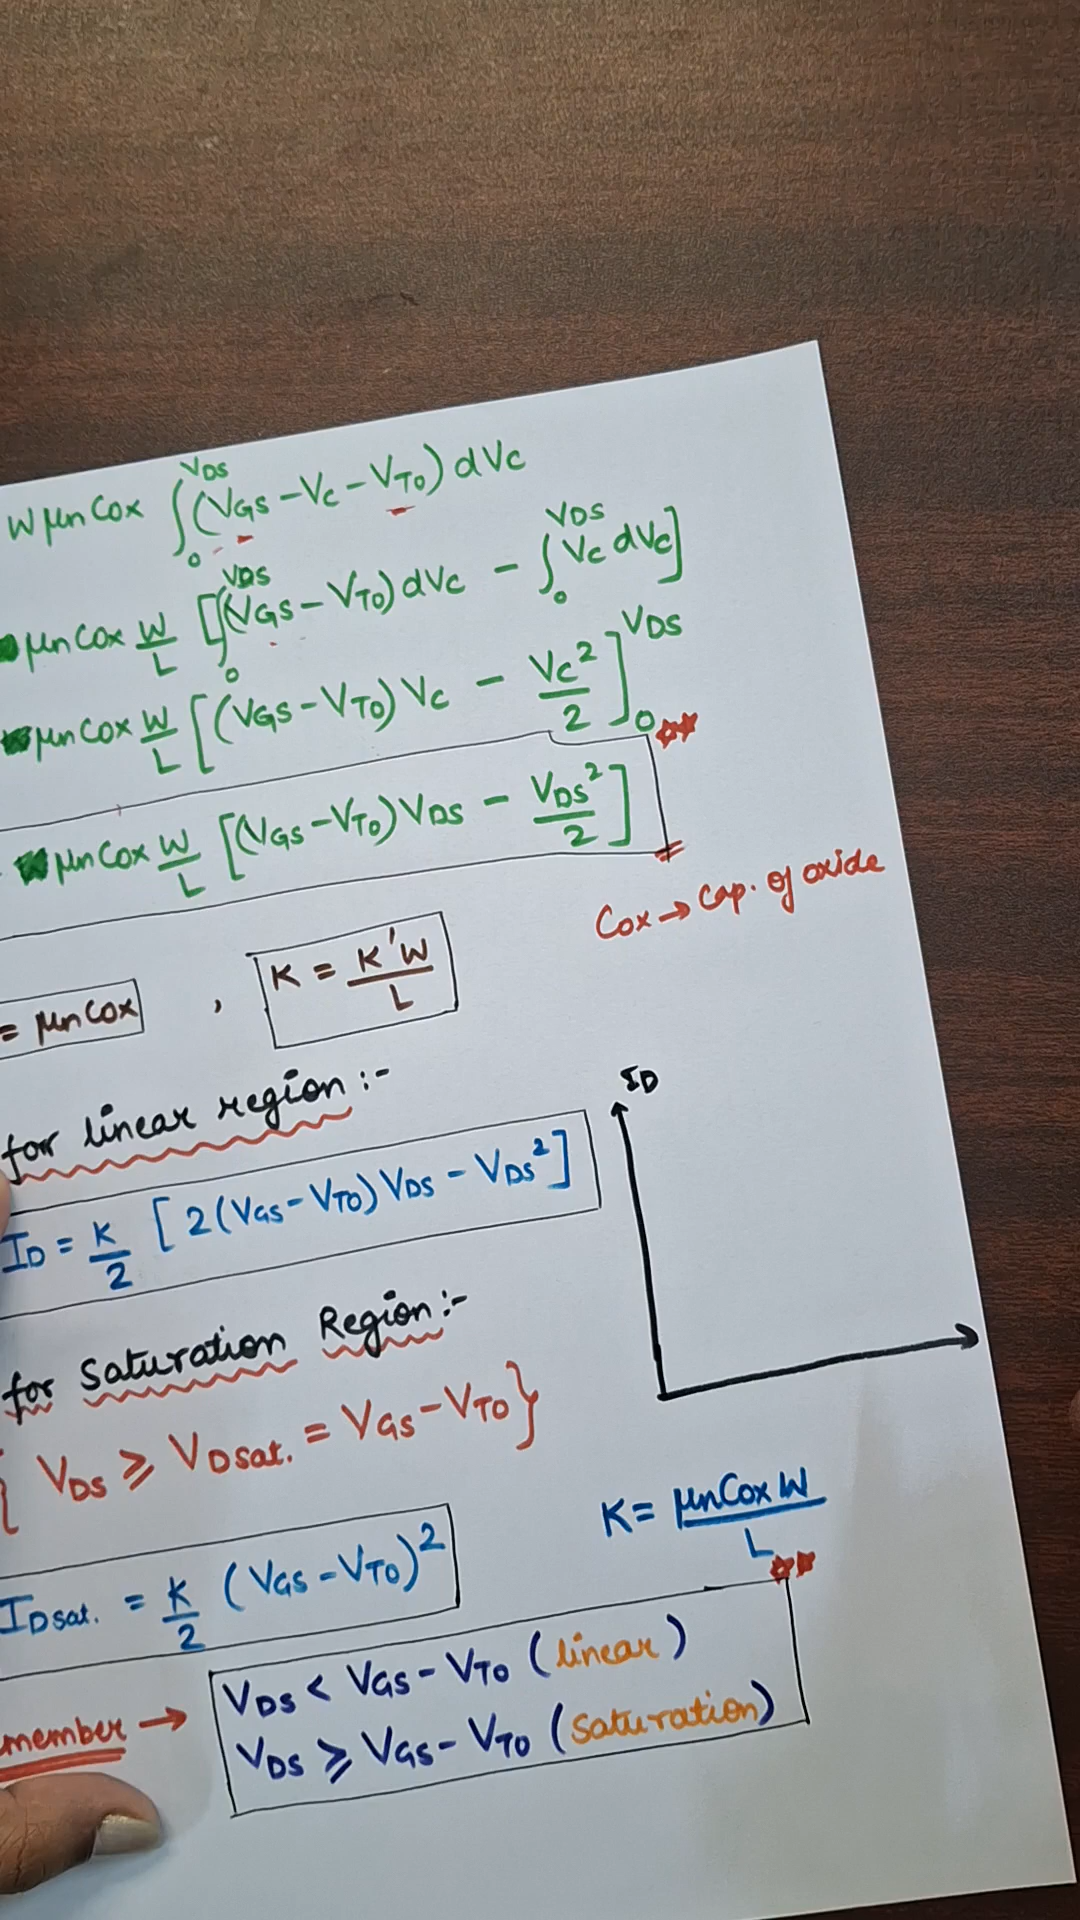 W μn Cox ∫₀^VDS (VGS – Vc – VTO) dVc
μn Cox W/L [∫₀^VDS (VGS – VTO) dVc – ∫₀^VDS Vc dVc]
μn Cox W/L [(VGS – VTO) Vc – Vc²/2]₀^VDS
μn Cox W/L [(VGS – VTO) VDS – VDS²/2]
Cox → Cap. of oxide
= μn Cox , K = K'W/L
for linear region :-
ID = K/2 [2(VGS – VTO) VDS – VDS²]
ID
for Saturation Region :-
{ VDS ⩾ VDsat. = VGS – VTO}
K = μn Cox W/L
IDsat. = K/2 (VGS – VTO)²
member → VDS < VGS – VTO (linear)
VDS ⩾ VGS – VTO (saturation)